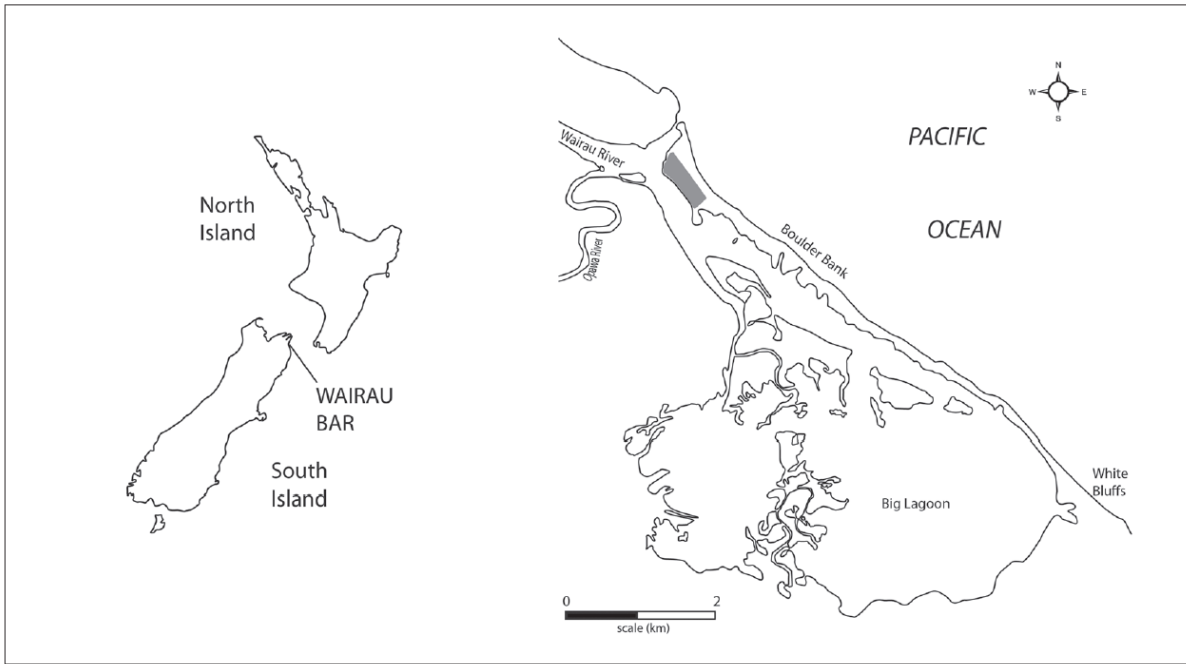 North
Island
WAIRAU
BAR
South
Island
N
W
E
S
PACIFIC
OCEAN
Wairau River
Opawa River
Boulder Bank
White
Bluffs
Big Lagoon
0
2
scale (km)